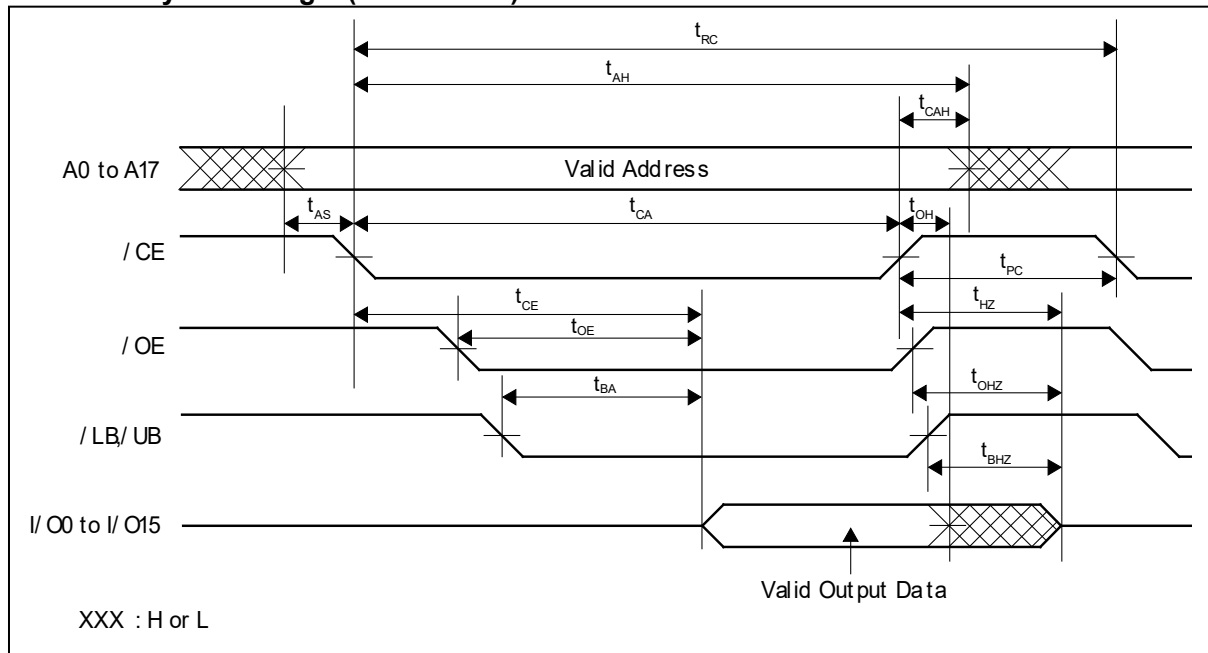 t_RC
t_AH
t_CAH
A0 to A17
Valid Address
t_AS
t_CA
t_OH
/CE
t_PC
t_CE
t_HZ
t_OE
/OE
t_OHZ
t_BA
/LB,/UB
t_BHZ
I/O0 to I/O15
Valid Output Data
XXX : H or L